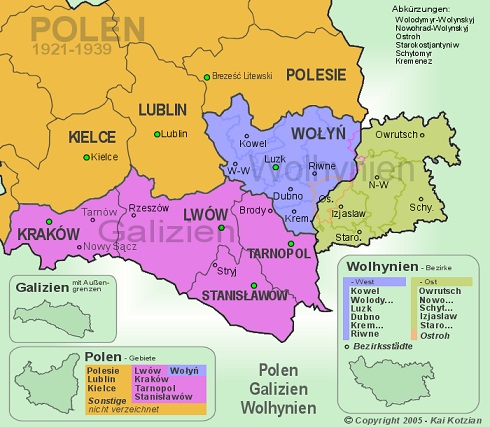 POLEN
1921-1939
Abkürzungen:
Wolodymyr-Wolynskyj
Nowohrad-Wolynskyj
Ostroh
Starokostjantyniw
Schytomyr
Kremenez
Brześć Litewski
POLESIE
LUBLIN
Lublin
KIELCE
Kielce
WOŁYŃ
Wolhynien
Kowel
W-W
Luzk
Riwne
Dubno
Krem.
Owrutsch
N-W
Os.
Izjaslaw
Schy.
Staro.
Tarnów
Rzeszów
LWÓW
Brody
KRAKÓW
Galizien
Nowy Sącz
TARNOPOL
Stryj
STANISŁAWÓW
Galizien
mit Außen-
grenzen
Polen - Gebiete
Polesie
Lublin
Kielce
Sonstige
nicht verzeichnet
Lwów
Kraków
Tarnopol
Stanisławów
Wołyń
Wolhynien - Bezirke
- West
Kowel
Wolody...
Luzk
Dubno
Krem...
Riwne
- Ost
Owrutsch
Nowo...
Schyt...
Izjaslaw
Staro...
Ostroh
Bezirksstädte
Polen
Galizien
Wolhynien
© Copyright 2005 - Kai Kotzian